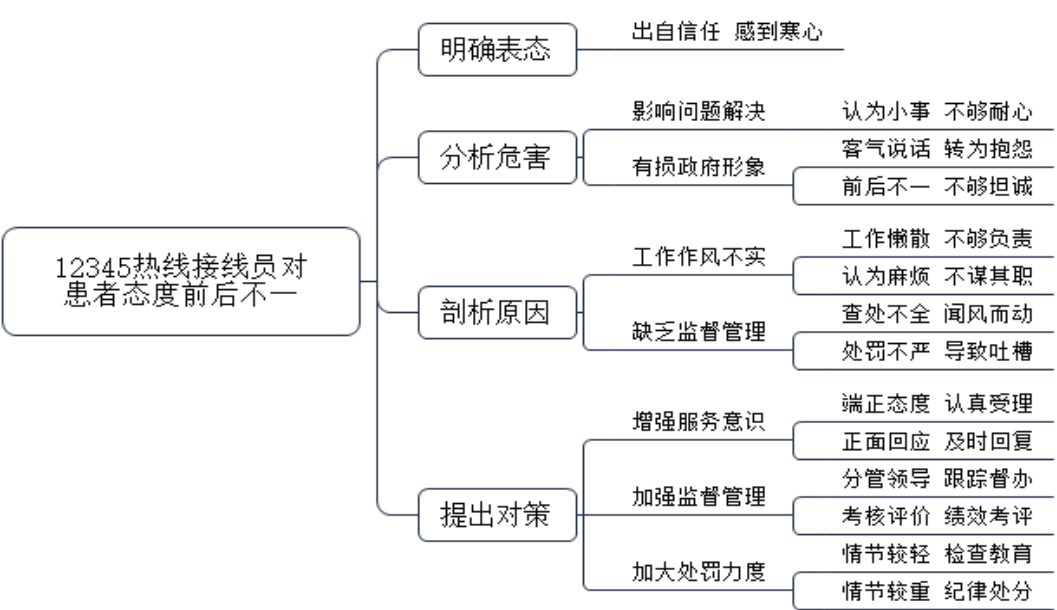 12345热线接线员对
患者态度前后不一
明确表态
出自信任 感到寒心
分析危害
影响问题解决
认为小事 不够耐心
有损政府形象
客气说话 转为抱怨
前后不一 不够坦诚
剖析原因
工作作风不实
工作懒散 不够负责
认为麻烦 不谋其职
缺乏监督管理
查处不全 闻风而动
处罚不严 导致吐槽
提出对策
增强服务意识
端正态度 认真受理
正面回应 及时回复
加强监督管理
分管领导 跟踪督办
考核评价 绩效考评
加大处罚力度
情节较轻 检查教育
情节较重 纪律处分